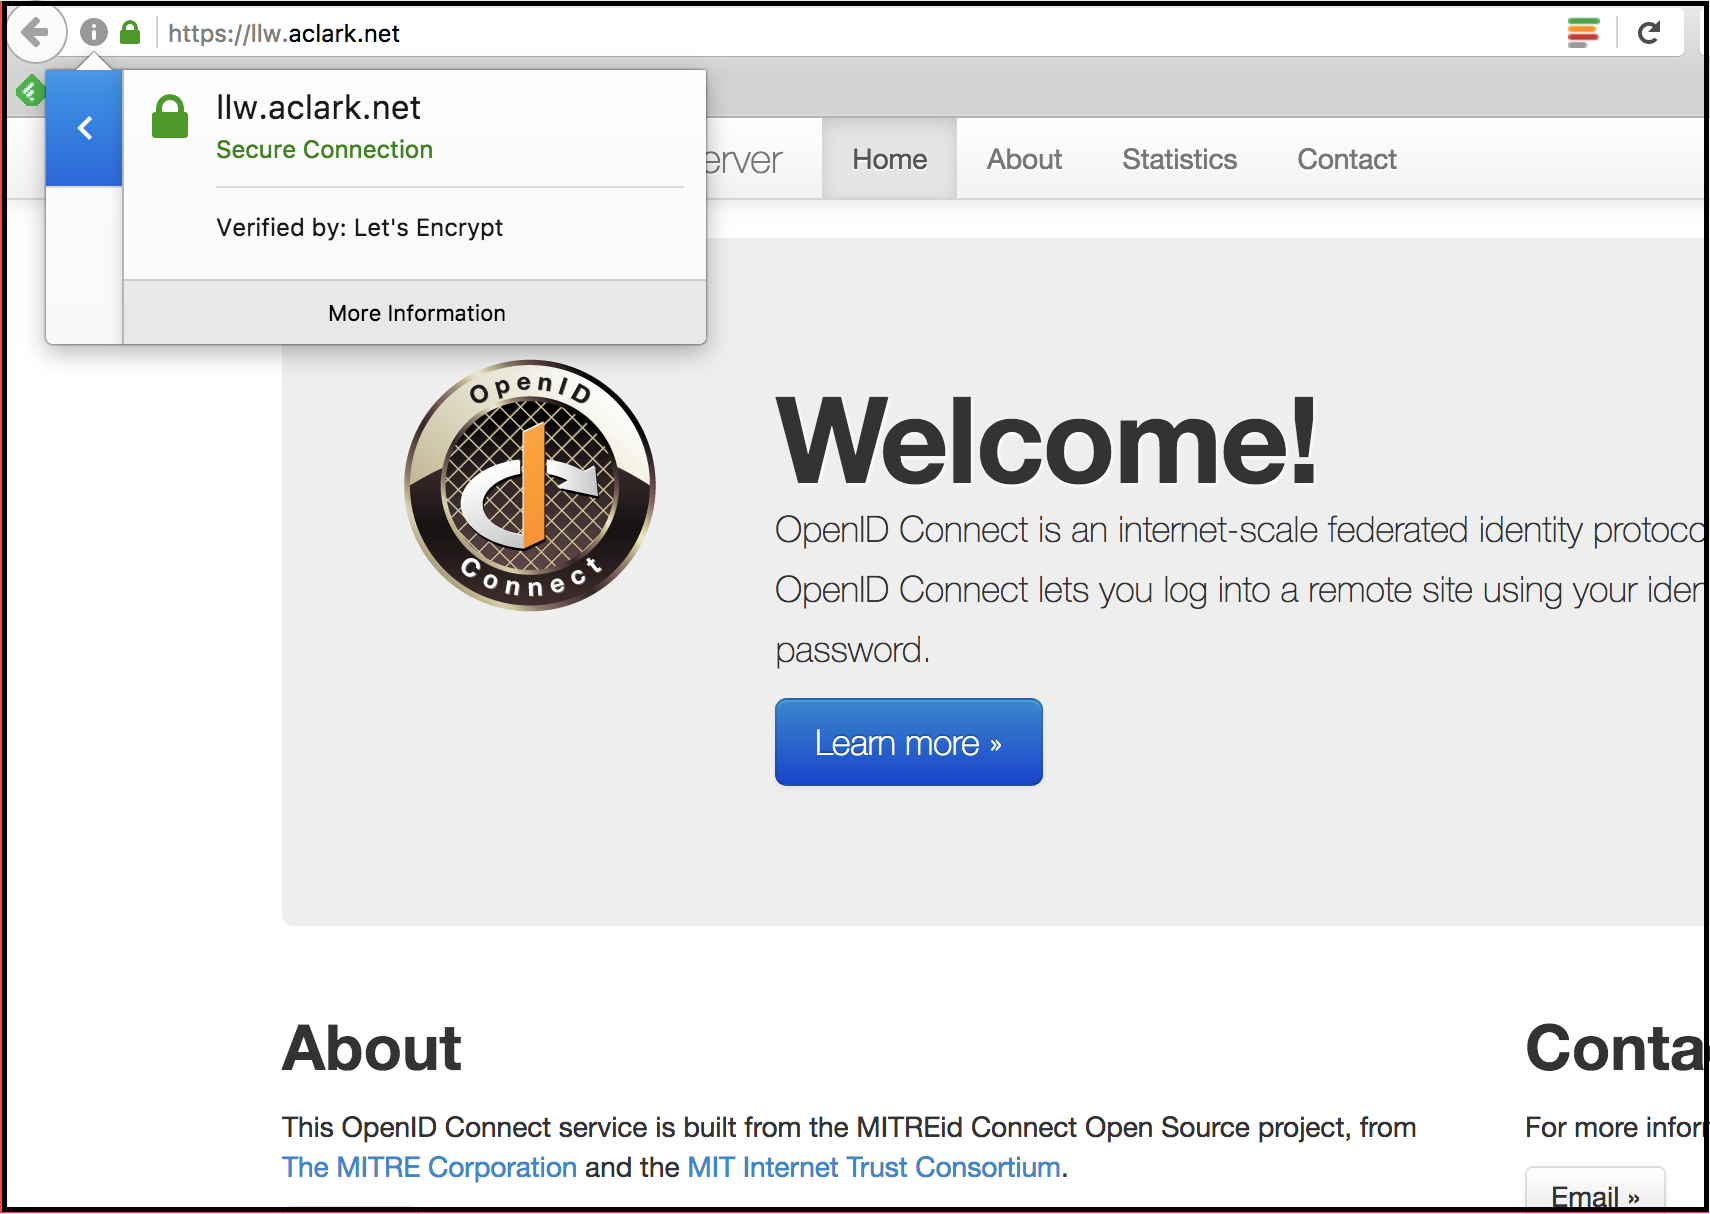 https://llw.aclark.net
llw.aclark.net
Secure Connection
Verified by: Let's Encrypt
More Information
erver
Home
About
Statistics
Contact
OpenID
Connect
Welcome!
OpenID Connect is an internet-scale federated identity protoco
OpenID Connect lets you log into a remote site using your iden
password.
Learn more »
About
This OpenID Connect service is built from the MITREid Connect Open Source project, from
The MITRE Corporation and the MIT Internet Trust Consortium.
Conta
For more infor
Email »